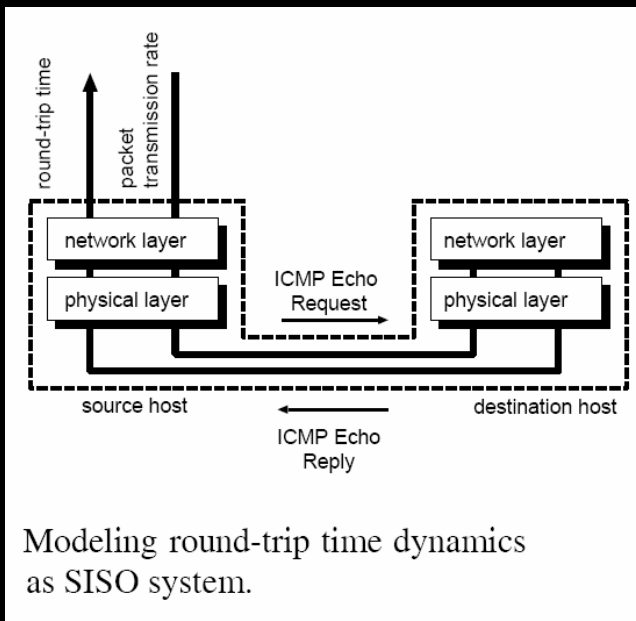 round-trip time
packet
transmission rate
network layer
physical layer
ICMP Echo
Request
network layer
physical layer
source host
ICMP Echo
Reply
destination host
Modeling round-trip time dynamics
as SISO system.